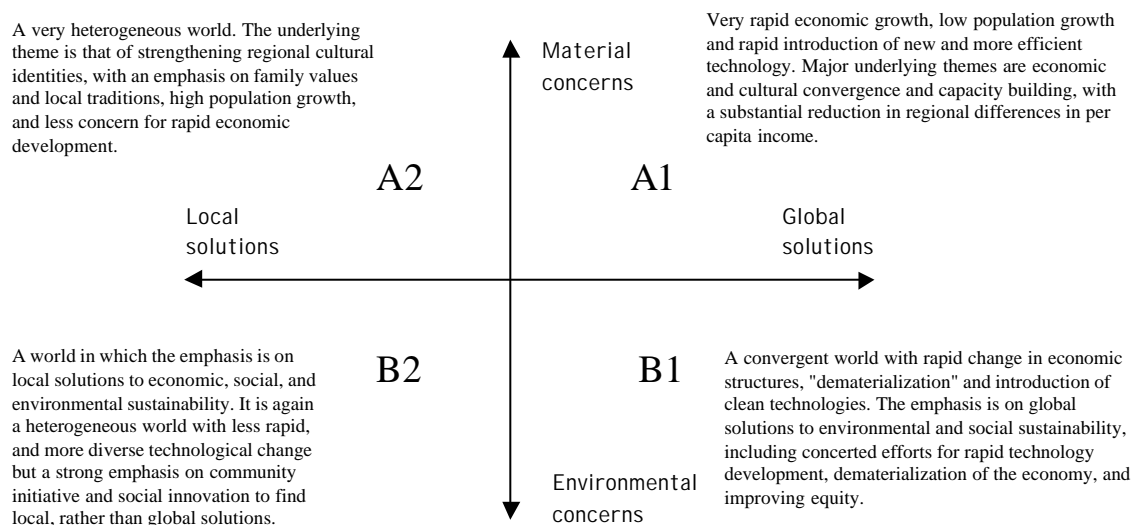 A very heterogeneous world. The underlying
theme is that of strengthening regional cultural
identities, with an emphasis on family values
and local traditions, high population growth,
and less concern for rapid economic
development.
Material
concerns
Very rapid economic growth, low population growth
and rapid introduction of new and more efficient
technology. Major underlying themes are economic
and cultural convergence and capacity building, with
a substantial reduction in regional differences in per
capita income.
A2
A1
Local
solutions
Global
solutions
A world in which the emphasis is on
local solutions to economic, social, and
environmental sustainability. It is again
a heterogeneous world with less rapid,
and more diverse technological change
but a strong emphasis on community
initiative and social innovation to find
local, rather than global solutions.
B2
B1
A convergent world with rapid change in economic
structures, "dematerialization" and introduction of
clean technologies. The emphasis is on global
solutions to environmental and social sustainability,
including concerted efforts for rapid technology
development, dematerialization of the economy, and
improving equity.
Environmental
concerns